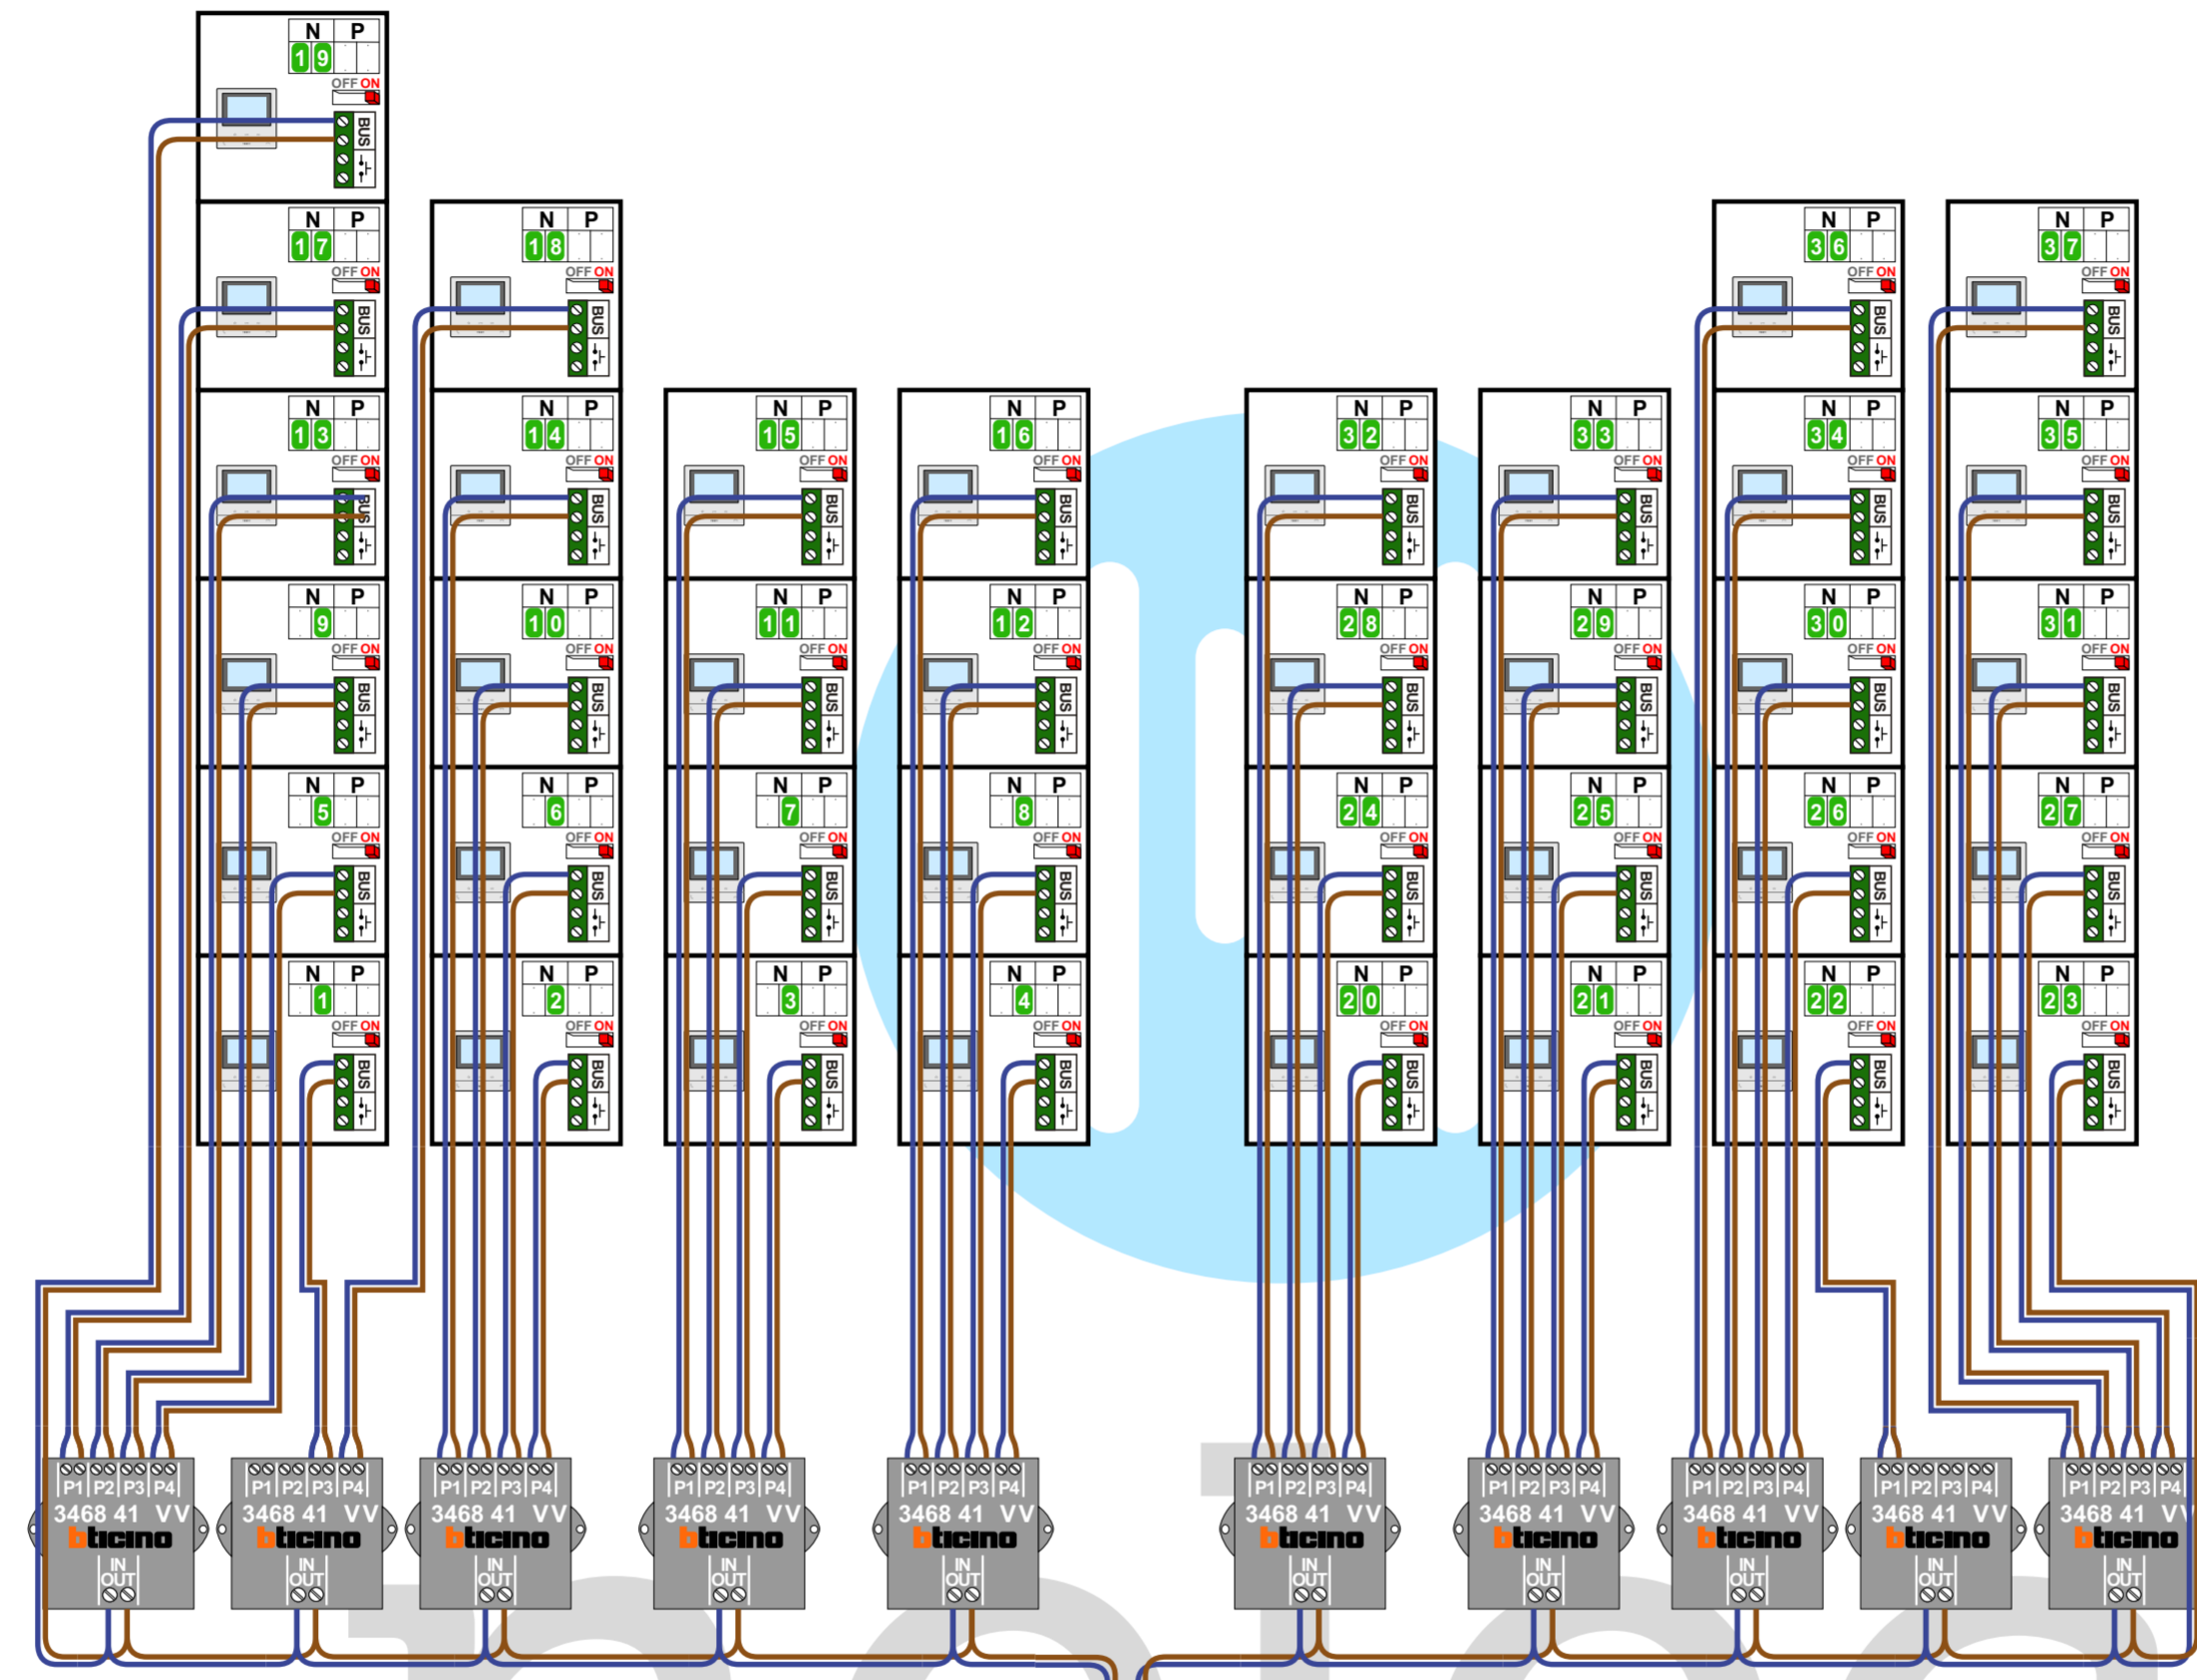 N P
19
OFF ON
BUS
N P N P N P N P
17 18 36 37
OFF ON OFF ON OFF ON OFF ON
BUS BUS BUS BUS
N P N P N P N P N P N P N P N P
13 14 15 16 32 33 34 35
OFF ON OFF ON OFF ON OFF ON OFF ON OFF ON OFF ON OFF ON
BUS BUS BUS BUS BUS BUS BUS BUS
N P N P N P N P N P N P N P N P
9 10 11 12 28 29 30 31
OFF ON OFF ON OFF ON OFF ON OFF ON OFF ON OFF ON OFF ON
BUS BUS BUS BUS BUS BUS BUS BUS
N P N P N P N P N P N P N P N P
5 6 7 8 24 25 26 27
OFF ON OFF ON OFF ON OFF ON OFF ON OFF ON OFF ON OFF ON
BUS BUS BUS BUS BUS BUS BUS BUS
N P N P N P N P N P N P N P N P
1 2 3 4 20 21 22 23
OFF ON OFF ON OFF ON OFF ON OFF ON OFF ON OFF ON OFF ON
BUS BUS BUS BUS BUS BUS BUS BUS
P1 P2 P3 P4 P1 P2 P3 P4 P1 P2 P3 P4 P1 P2 P3 P4 P1 P2 P3 P4 P1 P2 P3 P4 P1 P2 P3 P4 P1 P2 P3 P4 P1 P2 P3 P4 P1 P2 P3 P4
3468 41 VV 3468 41 VV 3468 41 VV 3468 41 VV 3468 41 VV 3468 41 VV 3468 41 VV 3468 41 VV 3468 41 VV 3468 41 VV
bticino bticino bticino bticino bticino bticino bticino bticino bticino bticino
IN IN IN IN IN IN IN IN IN IN
OUT OUT OUT OUT OUT OUT OUT OUT OUT OUT